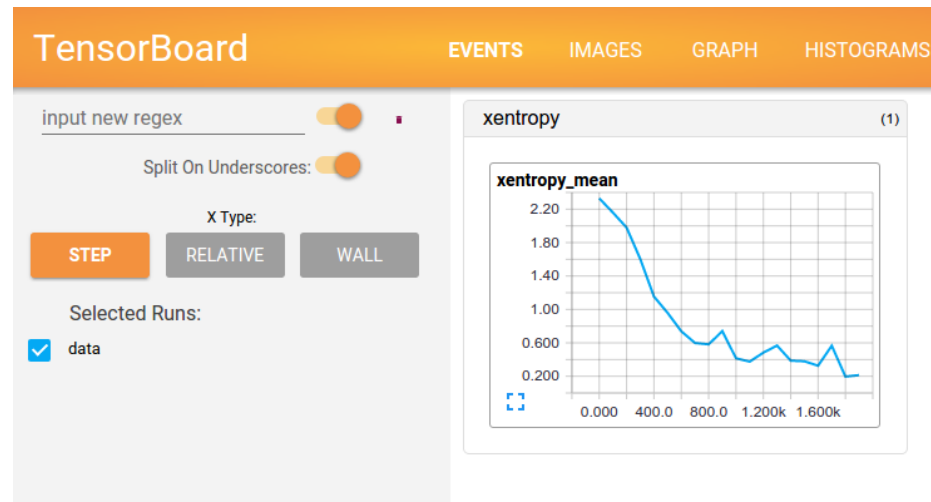 TensorBoard
EVENTS IMAGES GRAPH HISTOGRAMS
input new regex
Split On Underscores:
X Type:
STEP RELATIVE WALL
Selected Runs:
data
xentropy (1)
xentropy_mean
2.20
1.80
1.40
1.00
0.600
0.200
0.000 400.0 800.0 1.200k 1.600k